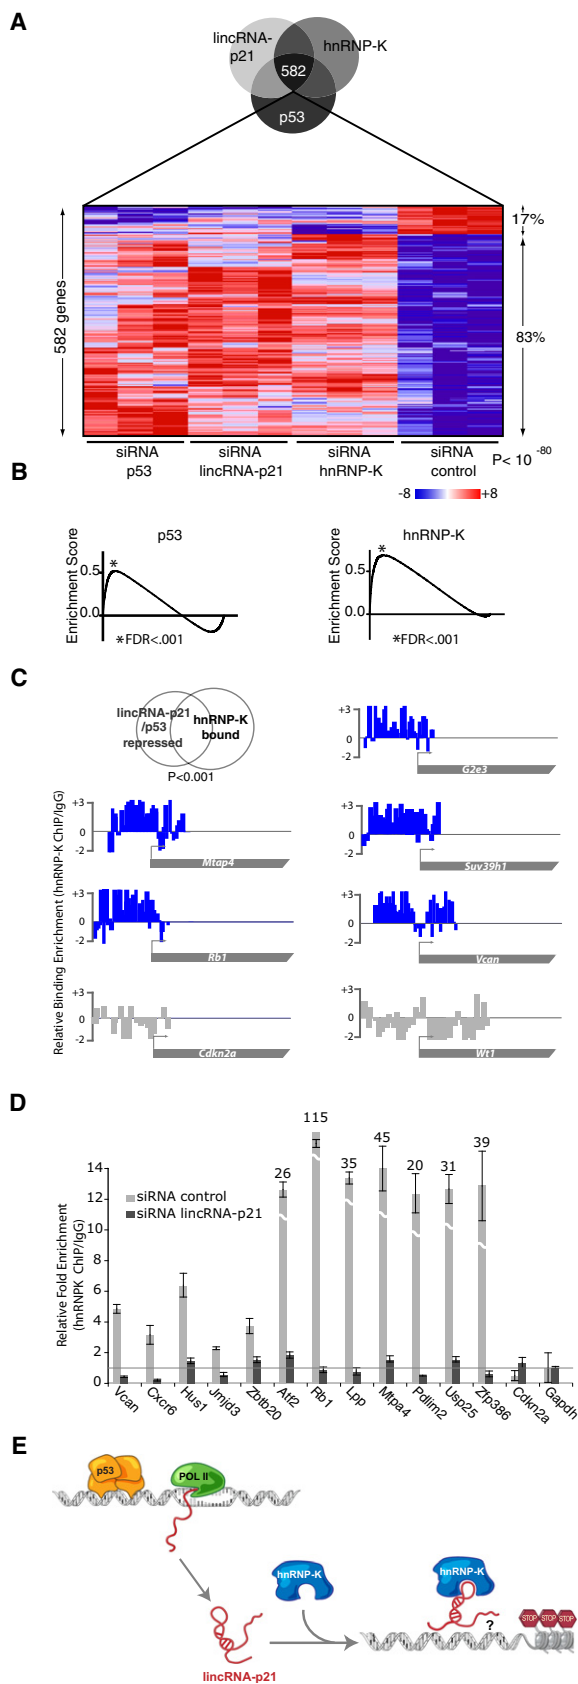 A
lincRNA-
p21
hnRNP-K
582
p53
582 genes
17%
83%
siRNA
p53
siRNA
lincRNA-p21
siRNA
hnRNP-K
siRNA
control
P< 10 -80
-8
+8
B
p53
Enrichment Score
0.5
0.0
*
*FDR<.001
hnRNP-K
Enrichment Score
0.5
0.0
*
*FDR<.001
C
lincRNA-p21
/p53
repressed
hnRNP-K
bound
P<0.001
Relative Binding Enrichment (hnRNP-K ChIP/IgG)
+3
0
-2
G2e3
+3
0
-2
Mtap4
+3
0
-2
Suv39h1
+3
0
-2
Rb1
+3
0
-2
Vcan
+3
0
-2
Cdkn2a
+3
0
-2
Wt1
D
Relative Fold Enrichment
(hnRNPK ChIP/IgG)
14
12
10
8
6
4
2
0
siRNA control
siRNA lincRNA-p21
26
115
35
45
20
31
39
Vcan
Cxcr6
Hus1
Jmjd3
Zbtb20
Atf2
Rb1
Lpp
Mtpa4
Pdlim2
Usp25
Zfp386
Cdkn2a
Gapdh
E
p53
POL II
hnRNP-K
hnRNP-K
?
STOP STOP STOP
lincRNA-p21